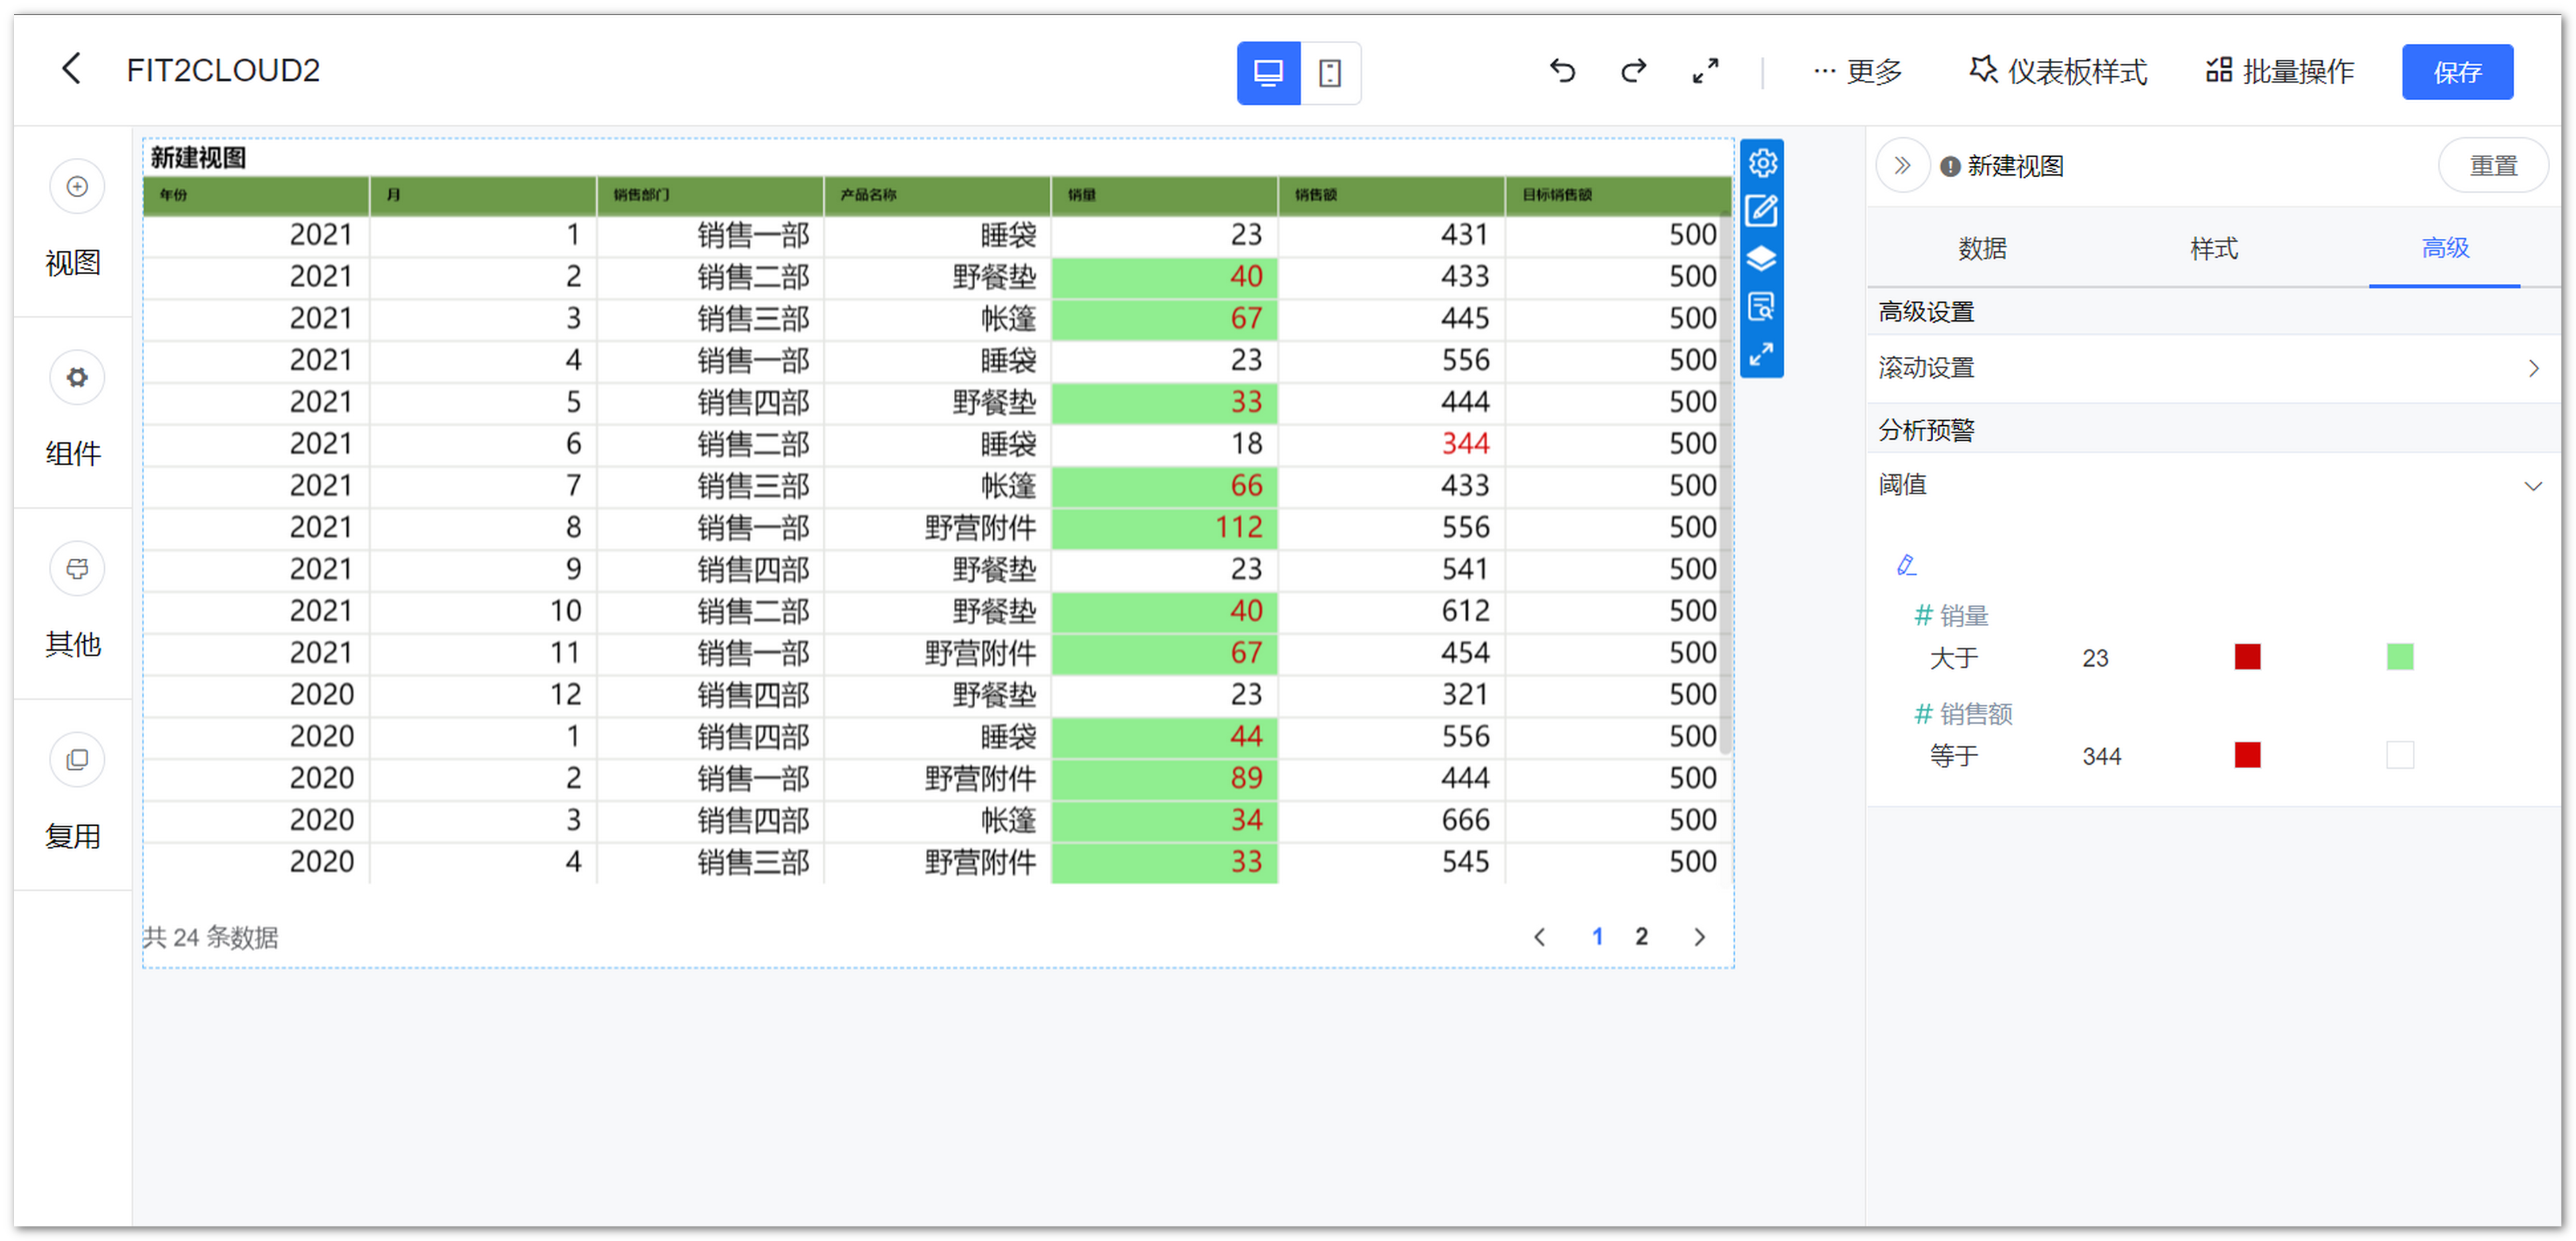 FIT2CLOUD2
更多
仪表板样式
批量操作
保存
视图
组件
其他
复用
新建视图
年份 月 销售部门 产品名称 销量 销售额 目标销售额
2021 1 销售一部 睡袋 23 431 500
2021 2 销售二部 野餐垫 40 433 500
2021 3 销售三部 帐篷 67 445 500
2021 4 销售一部 睡袋 23 556 500
2021 5 销售四部 野餐垫 33 444 500
2021 6 销售二部 睡袋 18 344 500
2021 7 销售三部 帐篷 66 433 500
2021 8 销售一部 野营附件 112 556 500
2021 9 销售四部 野餐垫 23 541 500
2021 10 销售二部 野餐垫 40 612 500
2021 11 销售一部 野营附件 67 454 500
2020 12 销售四部 野餐垫 23 321 500
2020 1 销售四部 睡袋 44 556 500
2020 2 销售一部 野营附件 89 444 500
2020 3 销售四部 帐篷 34 666 500
2020 4 销售三部 野营附件 33 545 500
共 24 条数据
1 2
新建视图
重置
数据 样式 高级
高级设置
滚动设置
分析预警
阈值
# 销量
大于 23
# 销售额
等于 344